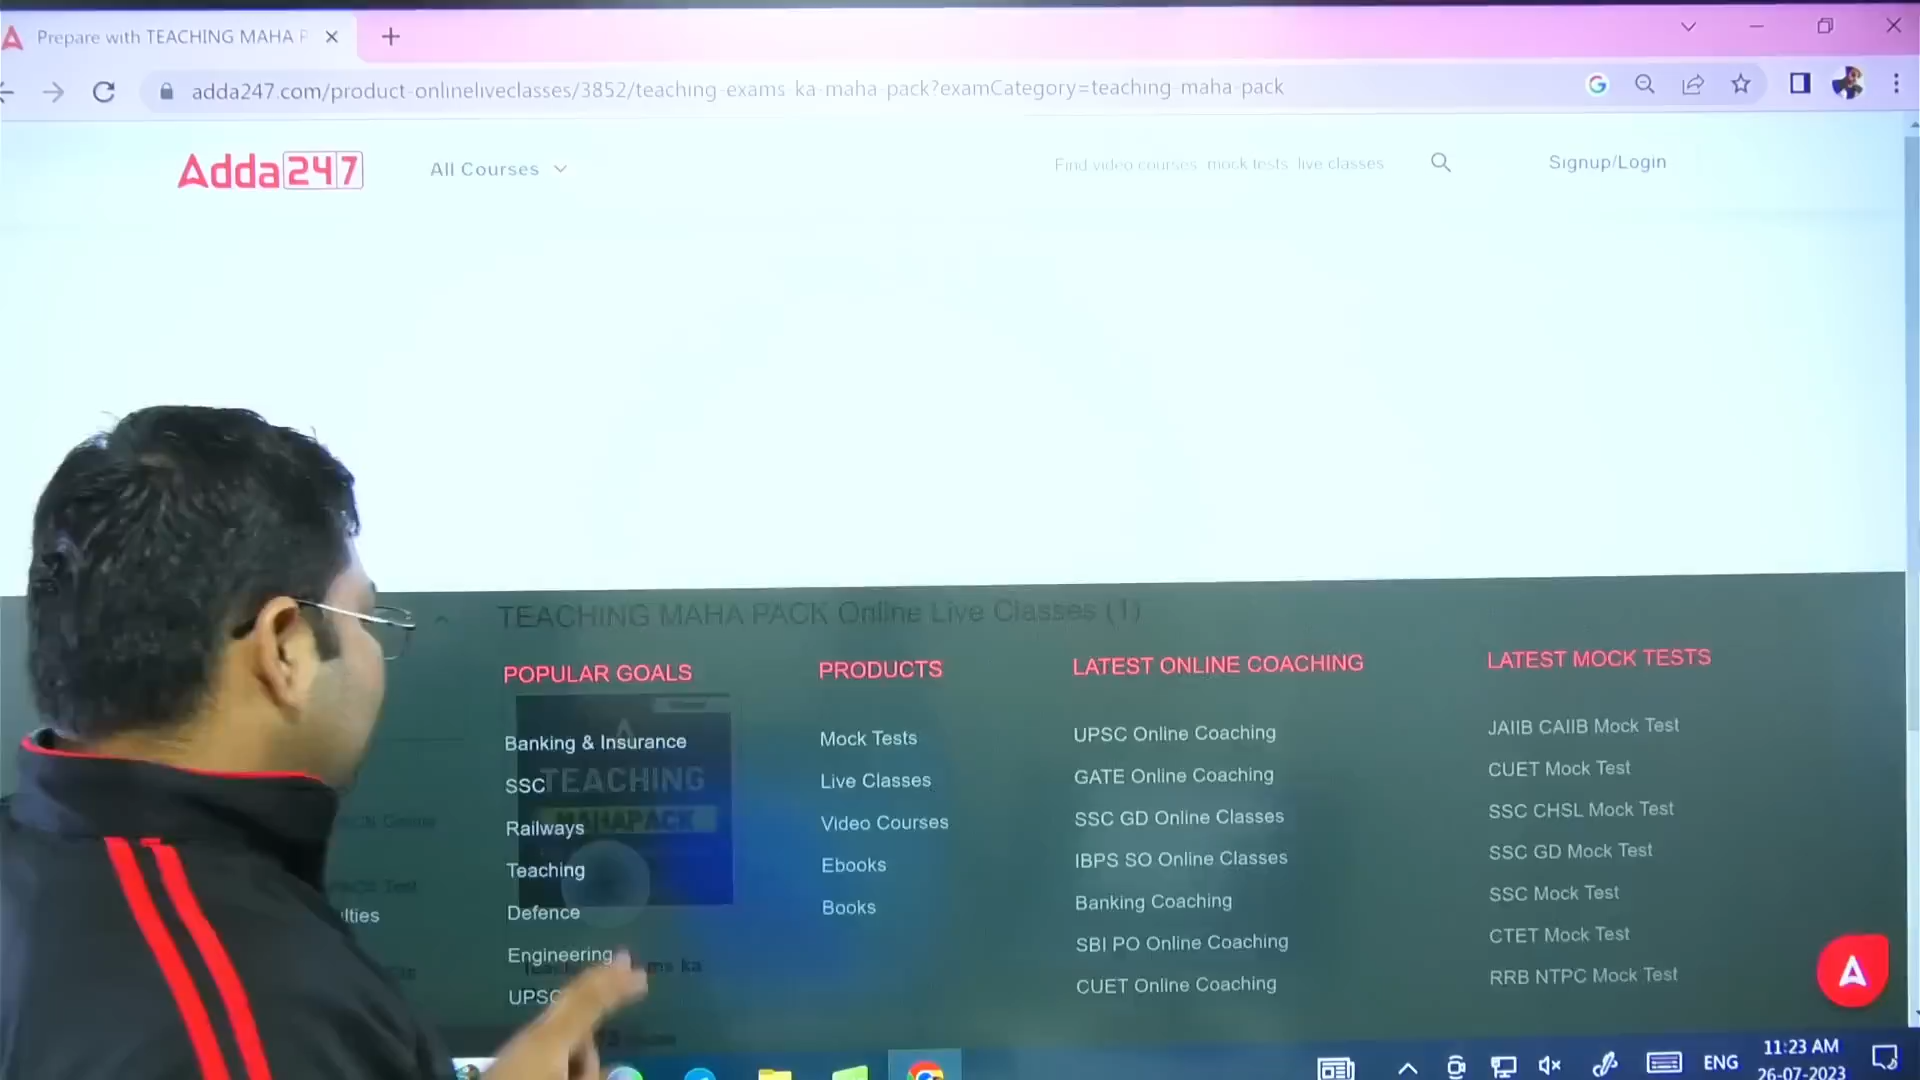 Prepare with TEACHING MAHA P
adda247.com/product-onlineliveclasses/3852/teaching-exams-ka-maha-pack?examCategory=teaching-maha-pack
Adda247
All Courses
Find video courses, mock tests, live classes
Signup/Login
TEACHING MAHA PACK Online Live Classes (1)
POPULAR GOALS
Banking & Insurance
SSC
Railways
Teaching
Defence
Engineering
UPSC
TEACHING
MAHAPACK
ms ka
PRODUCTS
Mock Tests
Live Classes
Video Courses
Ebooks
Books
LATEST ONLINE COACHING
UPSC Online Coaching
GATE Online Coaching
SSC GD Online Classes
IBPS SO Online Classes
Banking Coaching
SBI PO Online Coaching
CUET Online Coaching
LATEST MOCK TESTS
JAIIB CAIIB Mock Test
CUET Mock Test
SSC CHSL Mock Test
SSC GD Mock Test
SSC Mock Test
CTET Mock Test
RRB NTPC Mock Test
ulties
ENG
11:23 AM
26-07-2023